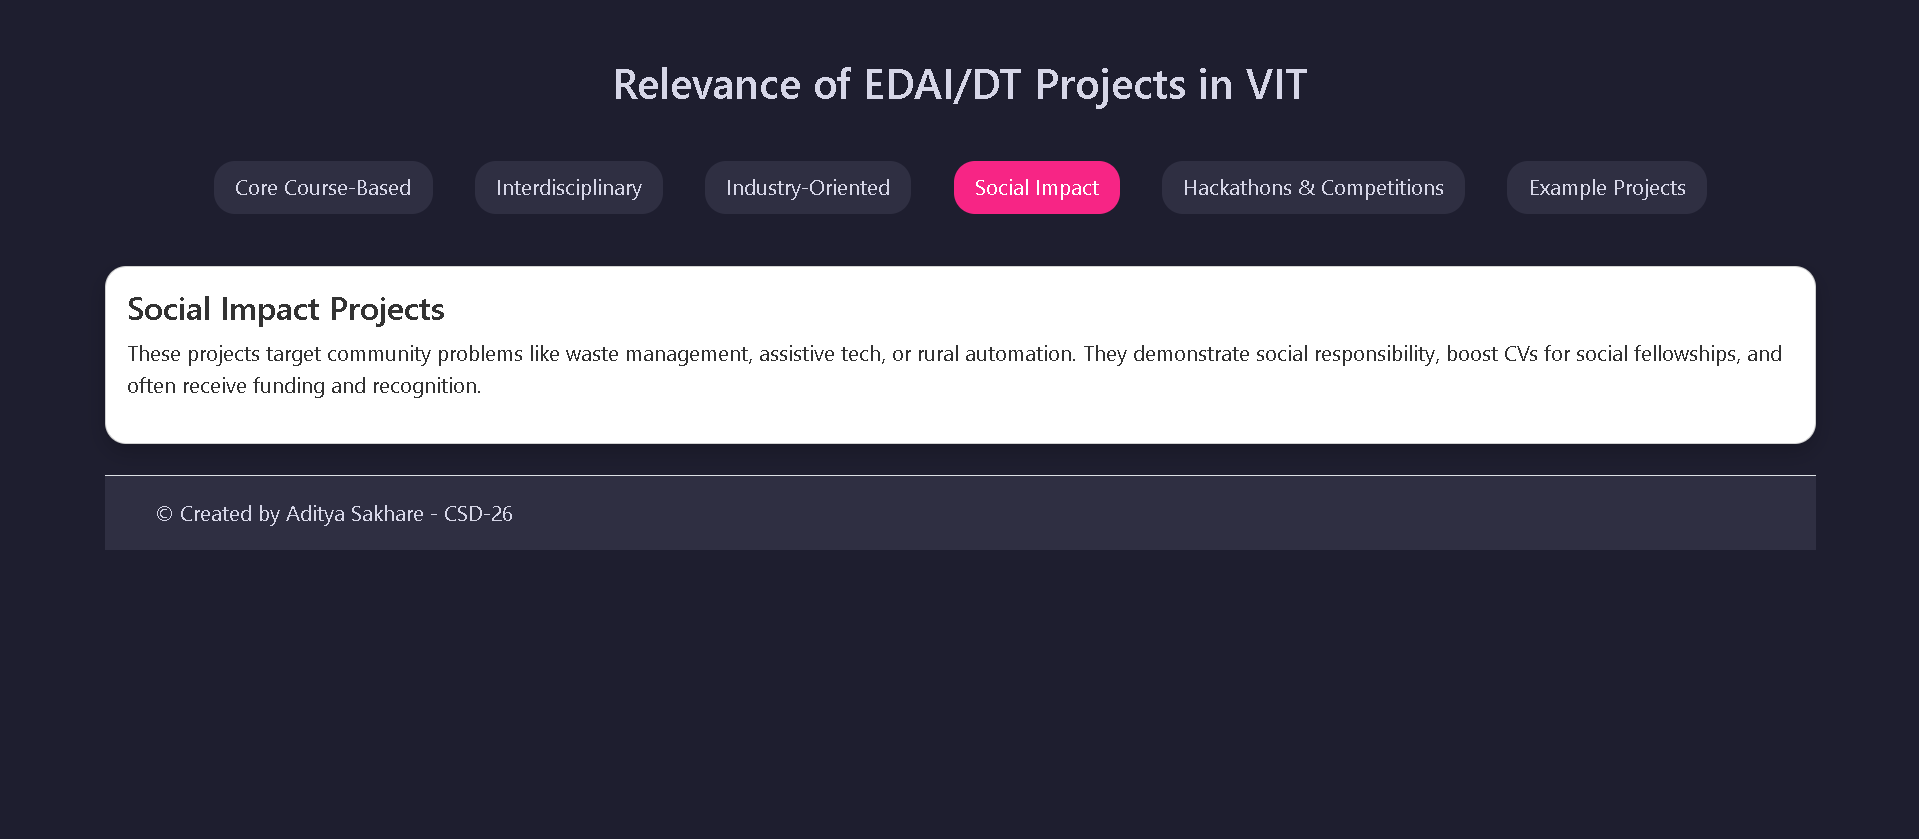 Relevance of EDAI/DT Projects in VIT
Core Course-Based
Interdisciplinary
Industry-Oriented
Social Impact
Hackathons & Competitions
Example Projects
Social Impact Projects
These projects target community problems like waste management, assistive tech, or rural automation. They demonstrate social responsibility, boost CVs for social fellowships, and
often receive funding and recognition.
© Created by Aditya Sakhare - CSD-26